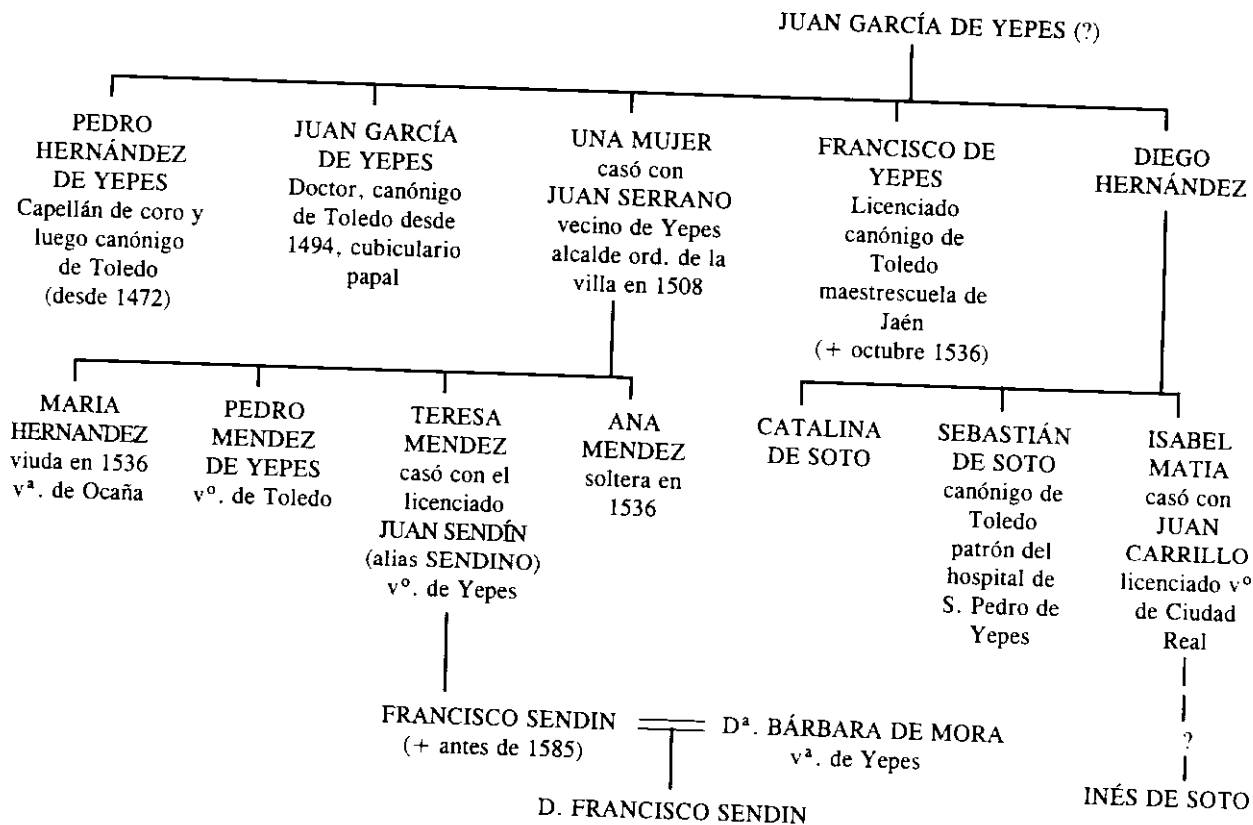 JUAN GARCÍA DE YEPES (?)
PEDRO
HERNÁNDEZ
DE YEPES
Capellán de coro y
luego canónigo
de Toledo
(desde 1472)
JUAN GARCÍA
DE YEPES
Doctor, canónigo
de Toledo desde
1494, cubiculario
papal
UNA MUJER
casó con
JUAN SERRANO
vecino de Yepes
alcalde ord. de la
villa en 1508
FRANCISCO DE
YEPES
Licenciado
canónigo de
Toledo
maestrescuela de
Jaén
(+ octubre 1536)
DIEGO
HERNÁNDEZ
MARIA
HERNANDEZ
viuda en 1536
vª. de Ocaña
PEDRO
MENDEZ
DE YEPES
vº. de Toledo
TERESA
MENDEZ
casó con el
licenciado
JUAN SENDÍN
(alias SENDINO)
vº. de Yepes
ANA
MENDEZ
soltera en
1536
CATALINA
DE SOTO
SEBASTIÁN
DE SOTO
canónigo de
Toledo
patrón del
hospital de
S. Pedro de
Yepes
ISABEL
MATIA
casó con
JUAN
CARRILLO
licenciado vº
de Ciudad
Real
?
INÉS DE SOTO
FRANCISCO SENDIN
(+ antes de 1585)
Dª. BÁRBARA DE MORA
vª. de Yepes
D. FRANCISCO SENDIN